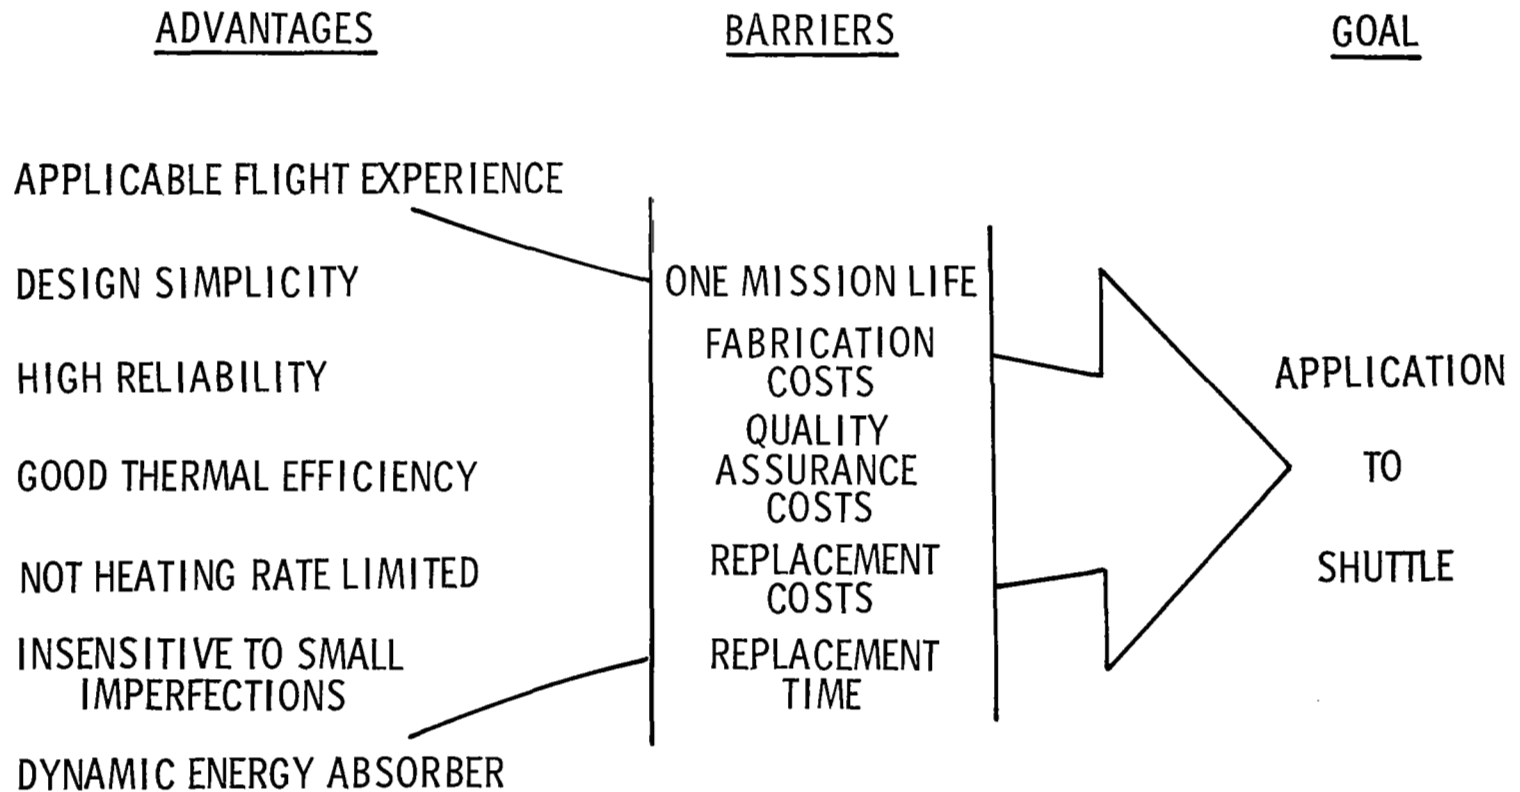 ADVANTAGES
BARRIERS
GOAL
APPLICABLE FLIGHT EXPERIENCE
DESIGN SIMPLICITY
HIGH RELIABILITY
GOOD THERMAL EFFICIENCY
NOT HEATING RATE LIMITED
INSENSITIVE TO SMALL
IMPERFECTIONS
DYNAMIC ENERGY ABSORBER
ONE MISSION LIFE
FABRICATION
COSTS
QUALITY
ASSURANCE
COSTS
REPLACEMENT
COSTS
REPLACEMENT
TIME
APPLICATION
TO
SHUTTLE